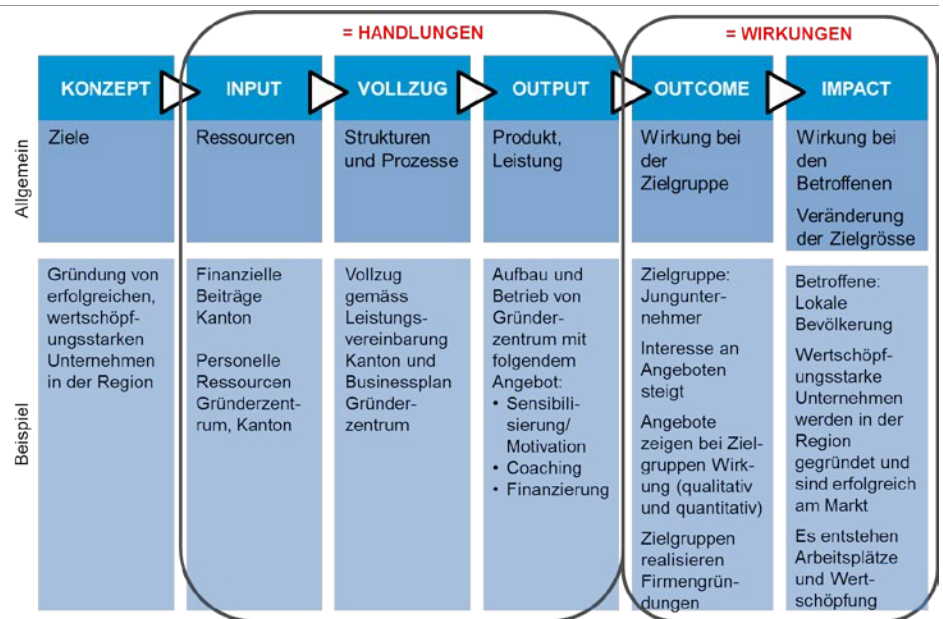 = HANDLUNGEN
= WIRKUNGEN
KONZEPT
INPUT
VOLLZUG
OUTPUT
OUTCOME
IMPACT
Allgemein
Ziele
Ressourcen
Strukturen
und Prozesse
Produkt,
Leistung
Wirkung bei
der
Zielgruppe
Wirkung bei
den
Betroffenen
Veränderung
der Zielgrösse
Beispiel
Gründung von
erfolgreichen,
wertschöpf-
ungsstarken
Unternehmen
in der Region
Finanzielle
Beiträge
Kanton
Personelle
Ressourcen
Gründerzent-
rum, Kanton
Vollzug
gemäss
Leistungs-
vereinbarung
Kanton und
Businessplan
Gründer-
zentrum
Aufbau und
Betrieb von
Gründer-
zentrum mit
folgendem
Angebot:
• Sensibili-
sierung/
Motivation
• Coaching
• Finanzierung
Zielgruppe:
Jungunter-
nehmer
Interesse an
Angeboten
steigt
Angebote
zeigen bei Ziel-
gruppen Wirk-
ung (qualitativ
und quantitativ)
Zielgruppen
realisieren
Firmengrün-
dungen
Betroffene:
Lokale
Bevölkerung
Wertschöpf-
ungsstarke
Unternehmen
werden in der
Region
gegründet und
sind erfolgreich
am Markt
Es entstehen
Arbeitsplätze
und Wert-
schöpfung